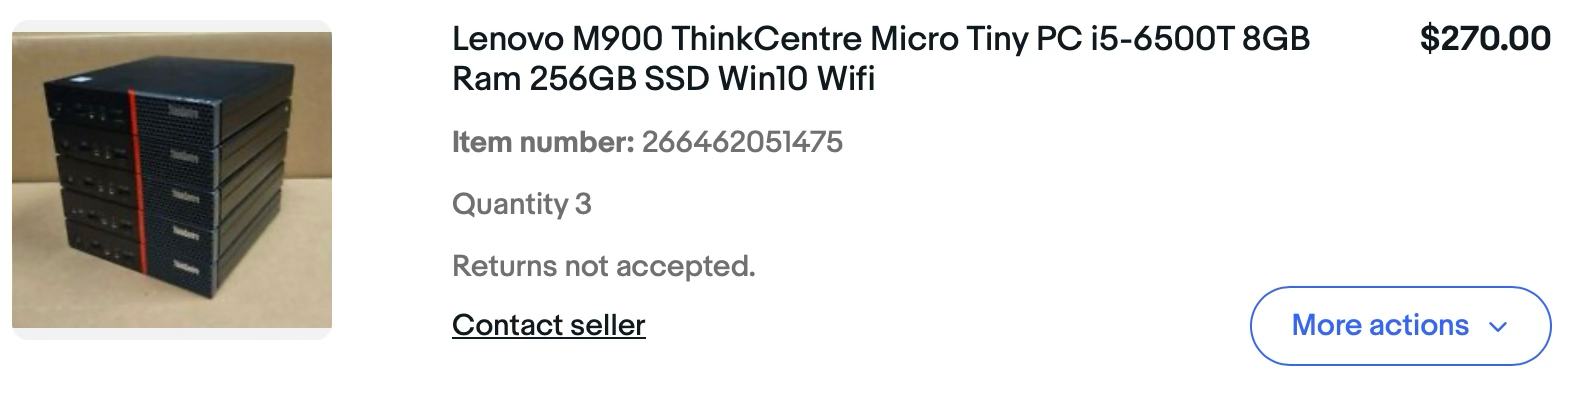 Lenovo M900 ThinkCentre Micro Tiny PC i5-6500T 8GB
Ram 256GB SSD Win10 Wifi
$270.00
Item number: 266462051475
Quantity 3
Returns not accepted.
Contact seller
More actions